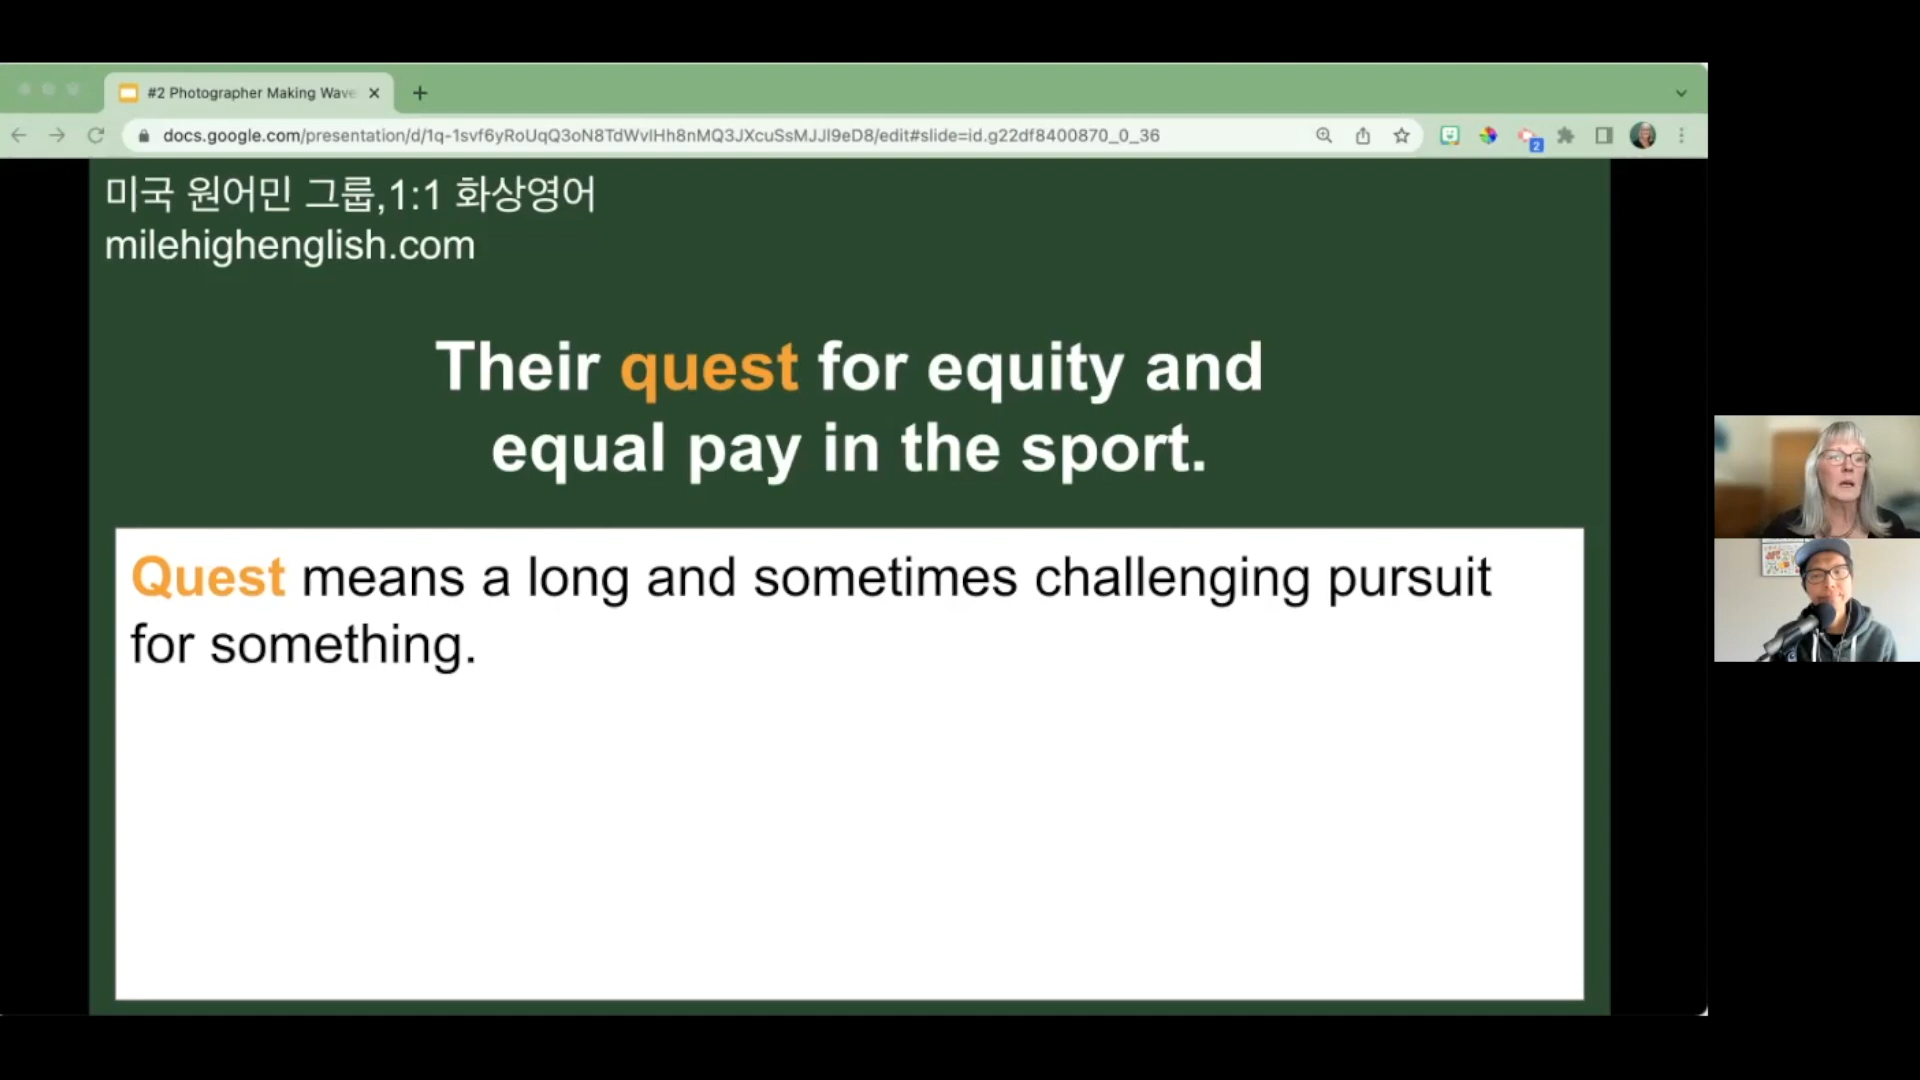 #2 Photographer Making Wave
docs.google.com/presentation/d/1q-1svf6yRoUqQ3oN8TdWvlHh8nMQ3JXcuSsMJJl9eD8/edit#slide=id.g22df8400870_0_36
2
미국 원어민 그룹,1:1 화상영어
milehighenglish.com
Their quest for equity and
equal pay in the sport.
Quest means a long and sometimes challenging pursuit
for something.